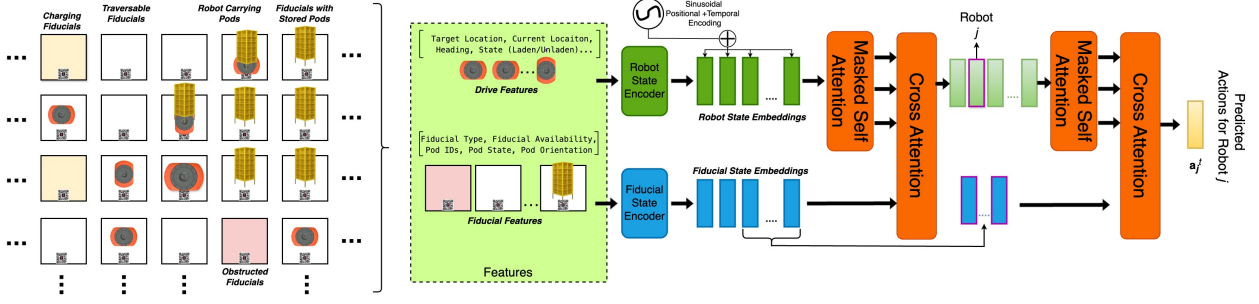 Charging
Fiducials
Traversable
Fiducials
Robot Carrying
Pods
Fiducials with
Stored Pods
Obstructed
Fiducials
Target Location, Current Locaiton,
Heading, State (Laden/Unladen)...
Drive Features
Fiducial Type, Fiducial Availability,
Pod IDs, Pod State, Pod Orientation
Fiducial Features
Features
Sinusoidal
Positional +Temporal
Encoding
Robot
State
Encoder
Robot State Embeddings
Fiducial
State
Encoder
Fiducial State Embeddings
Masked Self
Attention
Cross Attention
Robot
j
Masked Self
Attention
Cross Attention
Predicted
Actions for Robot j
a_j^t